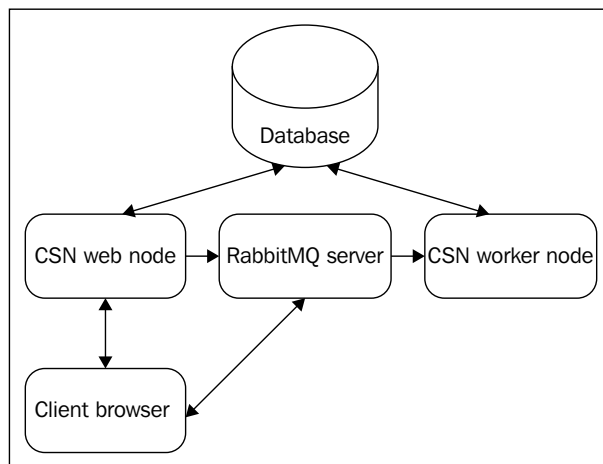 Database
CSN web node
RabbitMQ server
CSN worker node
Client browser